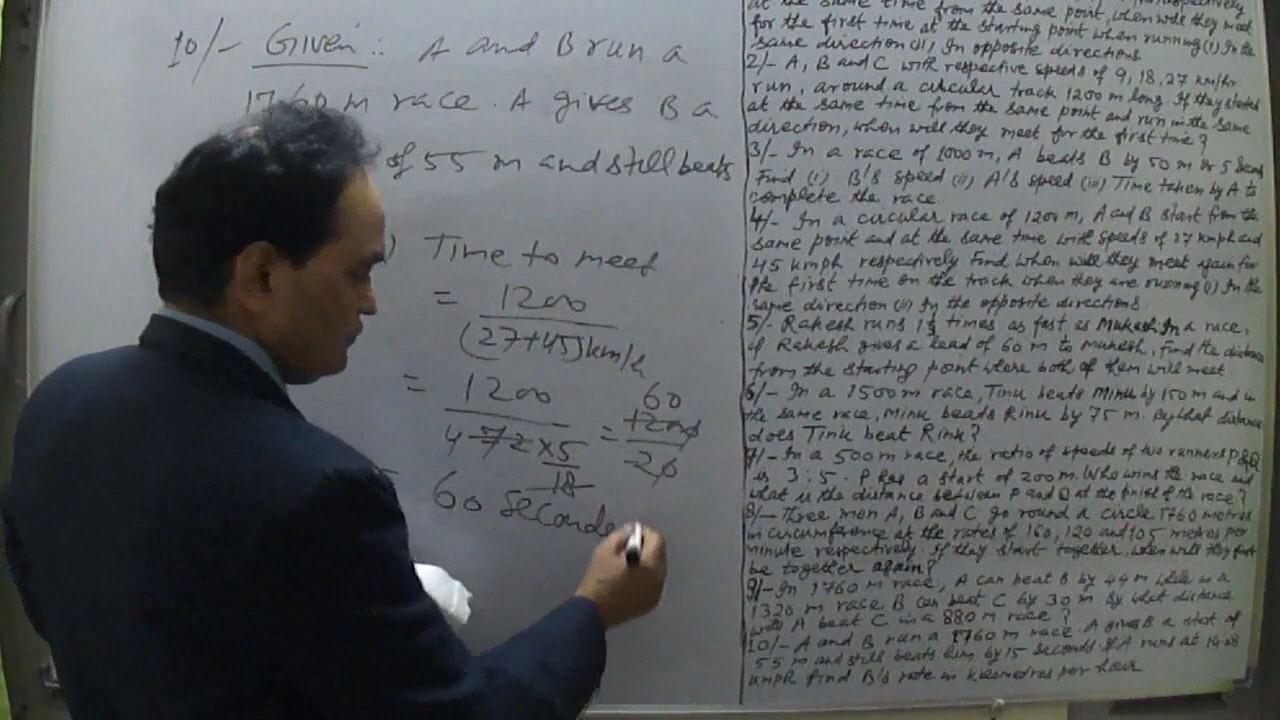 10/- Given :- A and B run a
1760 m race. A gives B a
of 55 m and still beats
) Time to meet
= 1200
(27+45) km/h
= 1200
4 72 × 5
18
= 60
1200
20
60 seconds
at the same time from the same point, when will they meet
for the first time at the starting point when running (i) In the
same direction (ii) In opposite directions
2/- A, B and C with respective speeds of 9, 18, 27 km/hr
run, around a circular track 1200 m long. If they started
at the same time from the same point and run in the same
direction, when will they meet for the first time?
3/- In a race of 1000 m, A beats B by 50 m or 5 seconds
Find (i) B's speed (ii) A's speed (iii) Time taken by A to
complete the race
4/- In a circular race of 1200 m, A and B start from the
same point and at the same time with speeds of 27 kmph and
45 kmph respectively Find when will they meet again for
the first time on the track when they are running (i) In the
same direction (ii) In the opposite directions
5/- Rakesh runs times as fast as Mukesh. In a race,
if Rakesh gives a lead of 60 m to Mukesh, find the distance
from the starting point where both of them will meet
6/- In a 1500 m race, Tinu beats Minu by 150 m and in
the same race, Minu beats Rinu by 75 m. By what distance
does Tinu beat Rinu?
7/- In a 500 m race, the ratio of speeds of two runners P & Q
is 3 : 5. P has a start of 200 m. Who wins the race and
what is the distance between P and Q at the finish of the race?
8/- Three men A, B and C go round a circle 1760 metres
in circumference at the rates of 160, 120 and 105 metres per
minute respectively. If they start together, when will they first
be together again?
9/- In 1760 m race, A can beat B by 44 m while in a
1320 m race B can beat C by 30 m By what distance
will A beat C in a 880 m race?
10/- A and B run a 1760 m race. A gives B a start of
55 m and still beats him by 15 seconds. If A runs at
kmph find B's rate in kilometres per hour